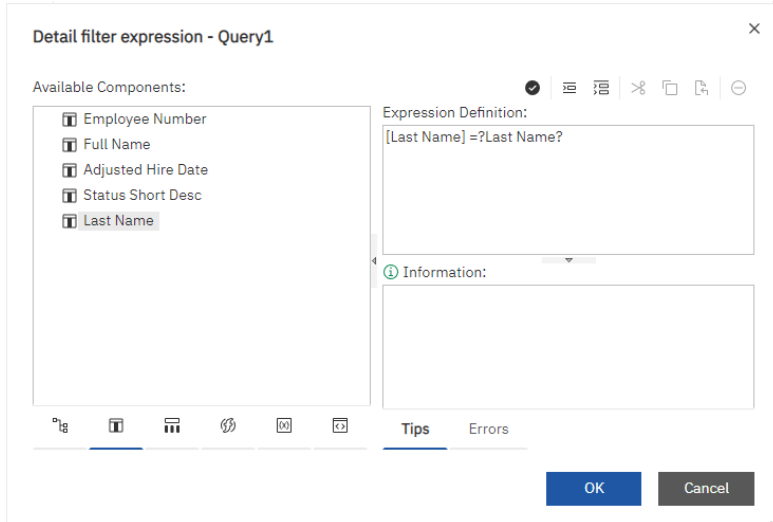 Detail filter expression - Query1
Available Components:
Employee Number
Full Name
Adjusted Hire Date
Status Short Desc
Last Name
Expression Definition:
[Last Name] =?Last Name?
Information:
Tips Errors
OK Cancel